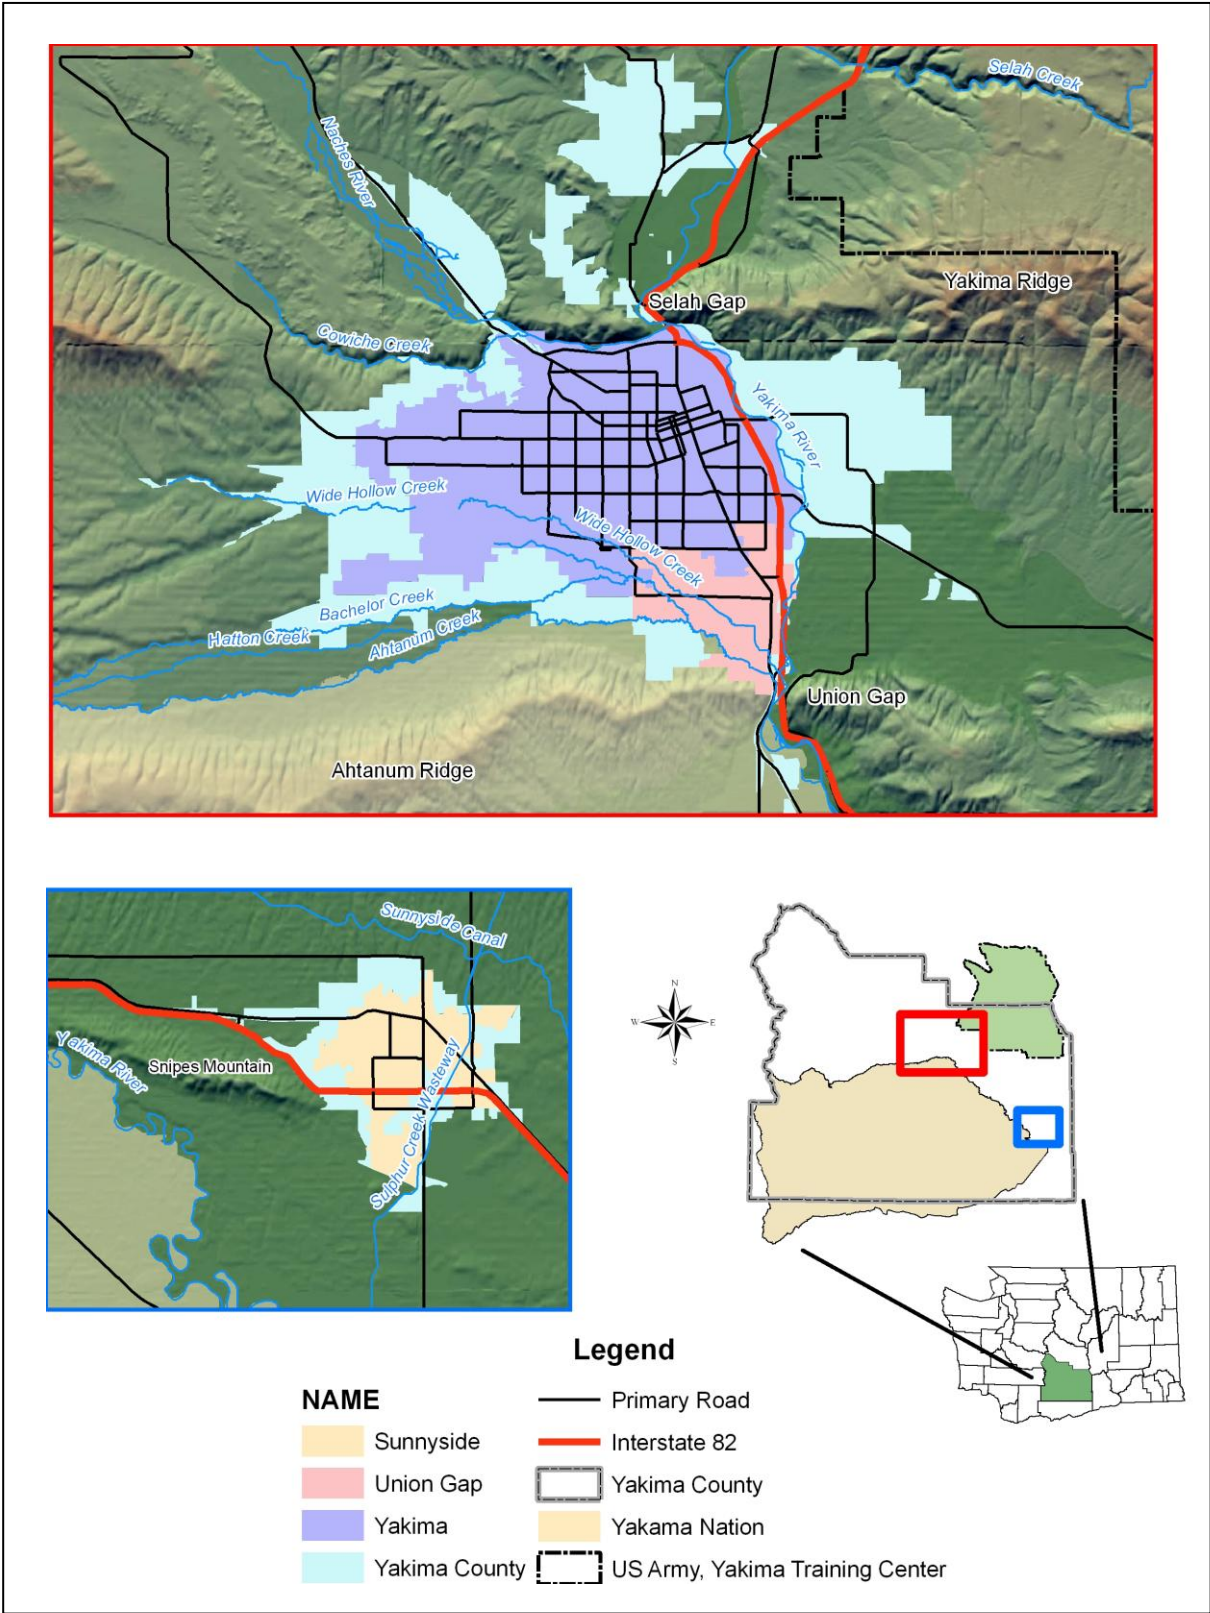 Selah Creek
Naches River
Yakima Ridge
Selah Gap
Cowiche Creek
Yakima River
Wide Hollow Creek
Wide Hollow Creek
Bachelor Creek
Hatton Creek
Ahtanum Creek
Union Gap
Ahtanum Ridge
Sunnyside Canal
Yakima River
Snipes Mountain
Sulphur Creek Wasteway
N
W
E
S
Legend
NAME
Sunnyside
Union Gap
Yakima
Yakima County
Primary Road
Interstate 82
Yakima County
Yakama Nation
US Army, Yakima Training Center